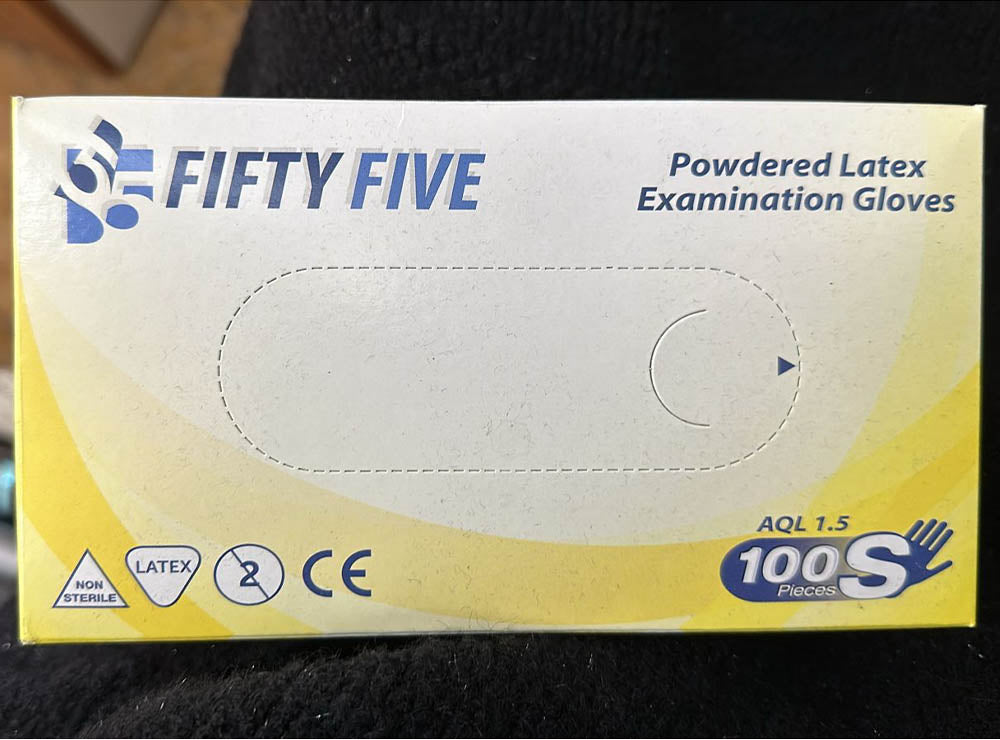 FIFTY FIVE
Powdered Latex
Examination Gloves
AQL 1.5
100 S
Pieces
NON
STERILE
LATEX
2
CE